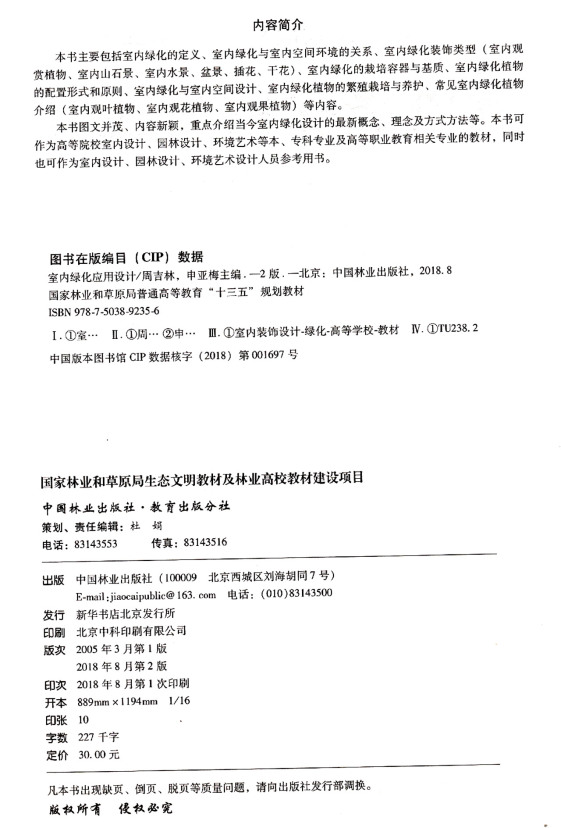 内容简介
本书主要包括室内绿化的定义、室内绿化与室内空间环境的关系、室内绿化装饰类型（室内观
赏植物、室内山石景、室内水景、盆景、插花、干花）、室内绿化的栽培容器与基质、室内绿化植物
的配置形式和原则、室内绿化与室内空间设计、室内绿化植物的繁殖栽培与养护、常见室内绿化植物
介绍（室内观叶植物、室内观花植物、室内观果植物）等内容。
本书图文并茂、内容新颖，重点介绍当今室内绿化设计的最新概念、理念及方式方法等。本书可
作为高等院校室内设计、园林设计、环境艺术等本、专科专业及高等职业教育相关专业的教材，同时
也可作为室内设计、园林设计、环境艺术设计人员参考用书。
图书在版编目（CIP）数据
室内绿化应用设计/周吉林，申亚梅主编.—2版.—北京：中国林业出版社，2018.8
国家林业和草原局普通高等教育“十三五”规划教材
ISBN 978-7-5038-9235-6
Ⅰ.①室… Ⅱ.①周… ②申… Ⅲ.①室内装饰设计-绿化-高等学校-教材 Ⅳ.①TU238.2
中国版本图书馆 CIP 数据核字（2018）第 001697 号
国家林业和草原局生态文明教材及林业高校教材建设项目
中国林业出版社·教育出版分社
策划、责任编辑：杜 娟
电话：83143553 传真：83143516
出版 中国林业出版社（100009 北京西城区刘海胡同7号）
E-mail:jiaocaipublic@163.com 电话：(010)83143500
发行 新华书店北京发行所
印刷 北京中科印刷有限公司
版次 2005年3月第1版
2018年8月第2版
印次 2018年8月第1次印刷
开本 889mm×1194mm 1/16
印张 10
字数 227千字
定价 30.00元
凡本书出现缺页、倒页、脱页等质量问题，请向出版社发行部调换。
版权所有 侵权必究